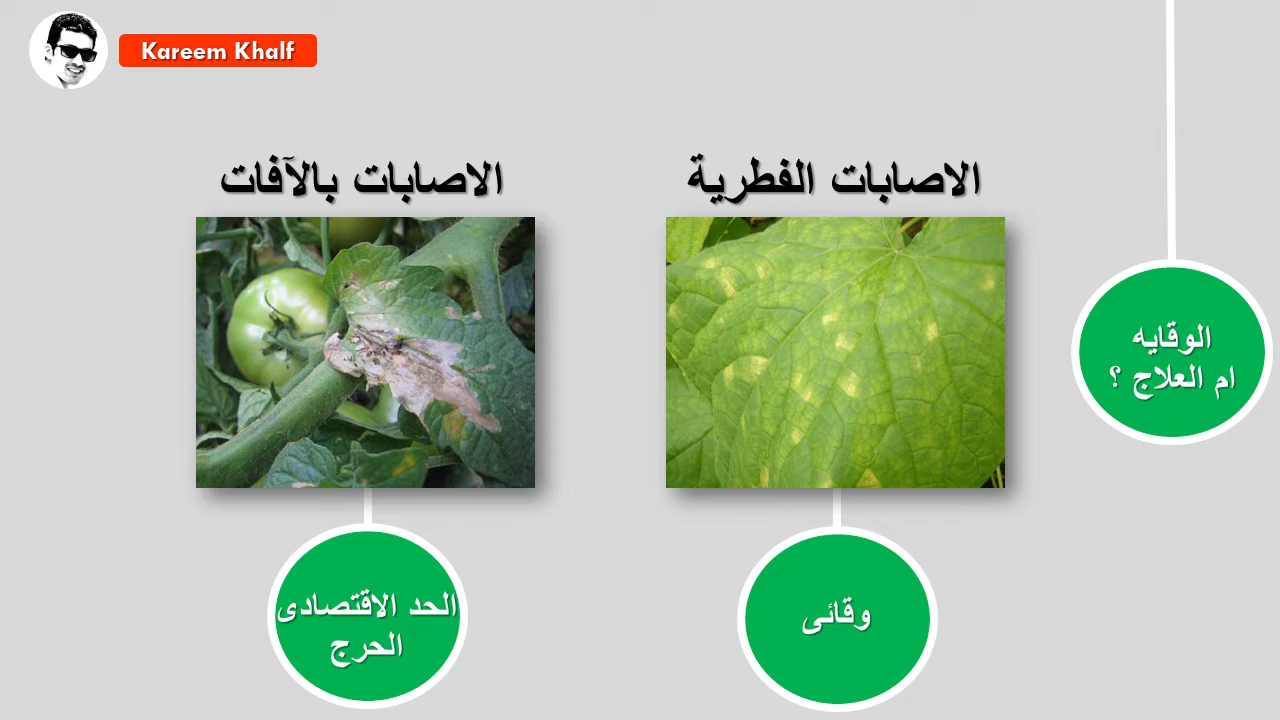 Kareem Khalf
الاصابات الفطرية
الاصابات بالآفات
الوقايه
ام العلاج ؟
وقائى
الحد الاقتصادى
الحرج